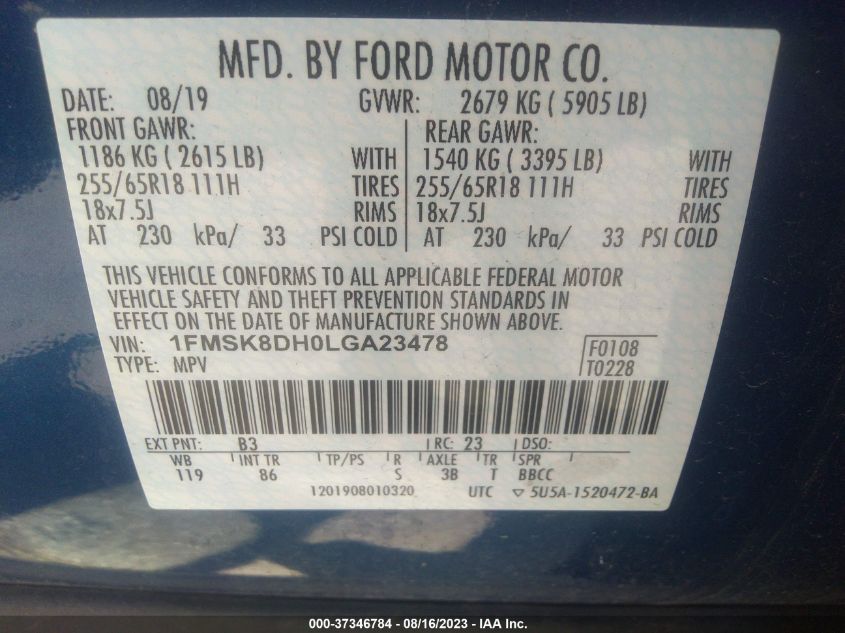 MFD. BY FORD MOTOR CO.
DATE: 08/19 GVWR: 2679 KG ( 5905 LB)
FRONT GAWR: REAR GAWR:
1186 KG ( 2615 LB) WITH 1540 KG ( 3395 LB) WITH
255/65R18 111H TIRES 255/65R18 111H TIRES
18x7.5J RIMS 18x7.5J RIMS
AT 230 kPa/ 33 PSI COLD AT 230 kPa/ 33 PSI COLD
THIS VEHICLE CONFORMS TO ALL APPLICABLE FEDERAL MOTOR
VEHICLE SAFETY AND THEFT PREVENTION STANDARDS IN
EFFECT ON THE DATE OF MANUFACTURE SHOWN ABOVE.
VIN: 1FMSK8DH0LGA23478 F0108
TYPE: MPV T0228
EXT PNT: B3 RC: 23 DSO:
WB INT TR TP/PS R AXLE TR SPR
119 86 S 3B T BBCC
1201908010320 UTC ▽ 5U5A-1520472-BA
000-37346784 - 08/16/2023 - IAA Inc.